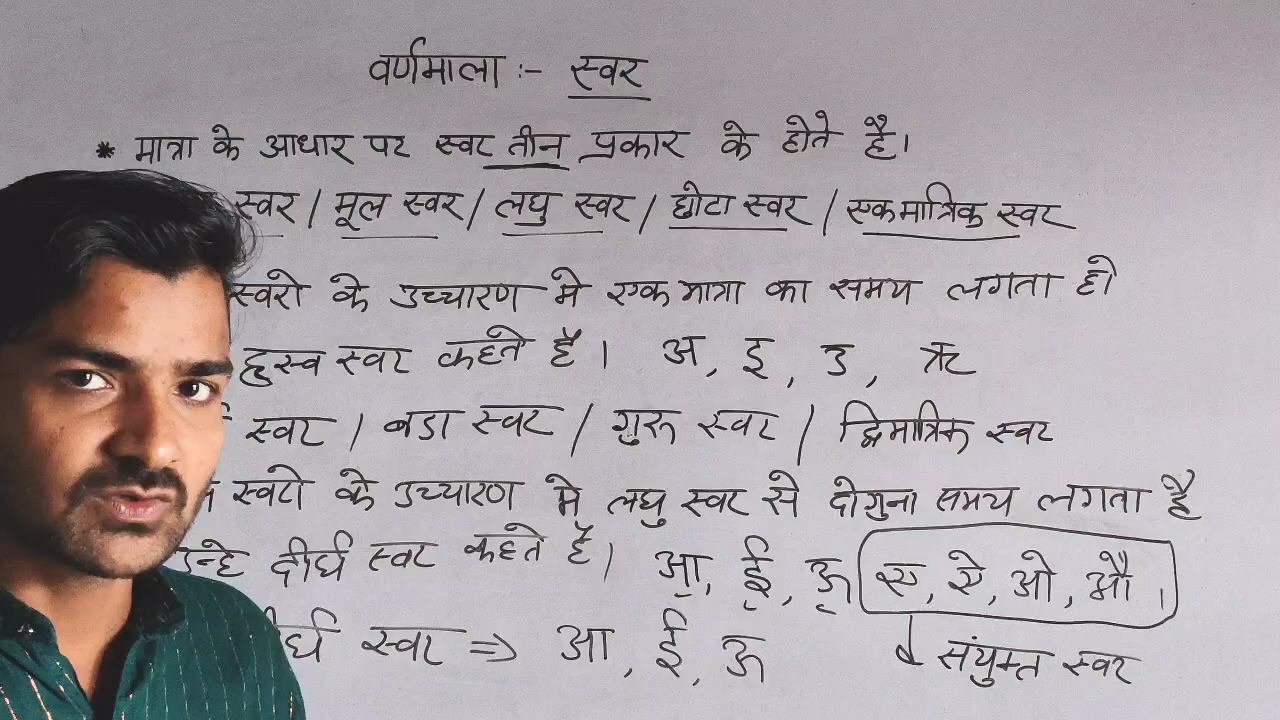 वर्णमाला :- स्वर
* मात्रा के आधार पर स्वर तीन प्रकार के होते है।
स्वर / मूल स्वर / लघु स्वर / छोटा स्वर / एकमात्रिक स्वर
स्वरो के उच्चारण मे एक मात्रा का समय लगता हो
हुस्व स्वर कहते है। अ, इ, उ, ऋ
स्वर / बडा स्वर / गुरू स्वर / द्विमात्रिक स्वर
स्वरो के उच्चारण मे लघु स्वर से दोगुना समय लगता है
उन्हे दीर्घ स्वर कहते है। आ, ई, ऊ ए, ऐ, ओ, औ।
स्वर ⇒ आ, ई, ऊ संयुक्त स्वर